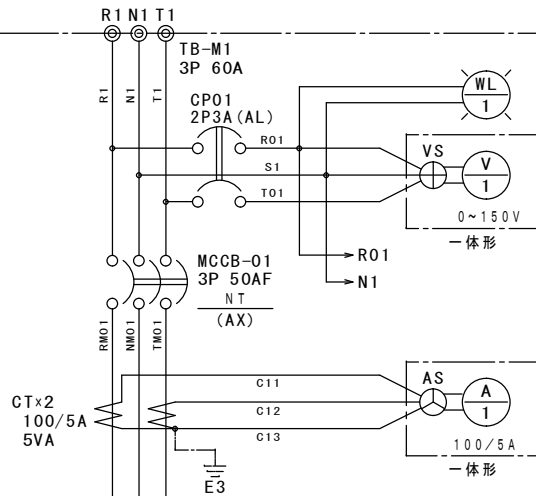 R1 N1 T1
TB-M1
3P 60A
R1
N1
T1
CP01
2P3A(AL)
R01
S1
T01
WL
1
VS
V
1
0~150V
一体形
R01
N1
MCCB-01
3P 50AF
NT
(AX)
RM01
NM01
TM01
CT×2
100/5A
5VA
C11
C12
C13
E3
AS
A
1
100/5A
一体形